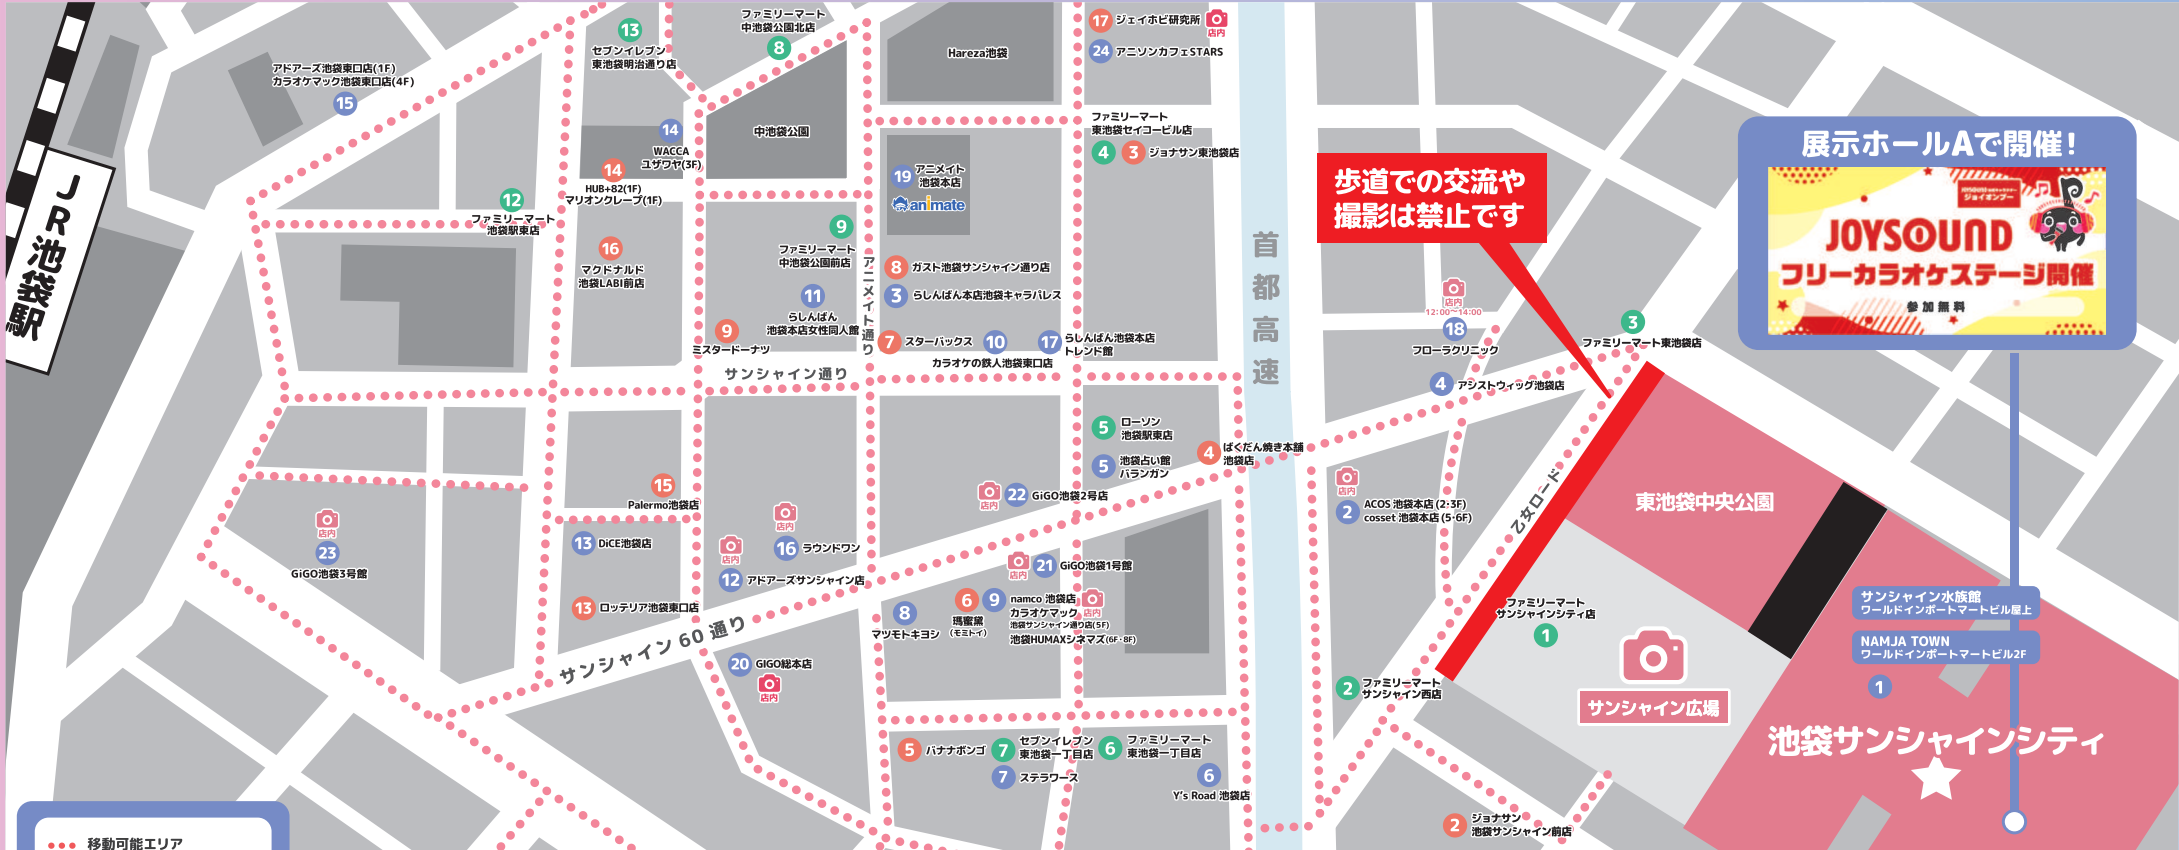 JR池袋駅
アドアーズ池袋東口店(1F)
カラオケマック池袋東口店(4F)
15
13
セブンイレブン
東池袋明治通り店
ファミリーマート
中池袋公園北店
8
Hareza池袋
17
ジェイホビ研究所
店内
24
アニソンカフェSTARS
14
WACCA
ユザワヤ(3F)
14
HUB+82(1F)
マリオンクレープ(1F)
中池袋公園
ファミリーマート
東池袋セイコービル店
4
3
ジョナサン東池袋店
12
ファミリーマート
池袋駅東店
19
アニメイト
池袋本店
animate
16
マクドナルド
池袋LABI前店
9
ファミリーマート
中池袋公園前店
11
らしんばん
池袋本店女性同人館
アニメイト通り
8
ガスト池袋サンシャイン通り店
3
らしんばん本店池袋キャラパレス
9
ミスタードーナツ
7
スターバックス
10
カラオケの鉄人池袋東口店
17
らしんばん池袋本店
トレンド館
サンシャイン通り
首都高速
歩道での交流や
撮影は禁止です
展示ホールAで開催!
JOYSOUND公式キャラクター
ジョイオンプー
JOYSOUND
フリーカラオケステージ開催
参加無料
店内
12:00〜14:00
18
フローラクリニック
3
ファミリーマート東池袋店
4
アシストウィッグ池袋店
5
ローソン
池袋駅東店
5
池袋占い館
バランガン
4
ばくだん焼き本舗
池袋店
15
Palermo池袋店
店内
22
GiGO池袋2号店
店内
2
ACOS 池袋本店(2・3F)
cosset 池袋本店(5・6F)
乙女ロード
東池袋中央公園
店内
23
GiGO池袋3号館
13
DiCE池袋店
店内
16
ラウンドワン
店内
12
アドアーズサンシャイン店
店内
21
GiGO池袋1号館
13
ロッテリア池袋東口店
8
マツモトキヨシ
6
瑪蜜黛
(モミトイ)
9
namco 池袋店
カラオケマック
池袋サンシャイン通り店(5F)
池袋HUMAXシネマズ(6F・8F)
店内
ファミリーマート
サンシャインシティ店
1
サンシャイン水族館
ワールドインポートマートビル屋上
NAMJA TOWN
ワールドインポートマートビル2F
1
サンシャイン60通り
20
GIGO総本店
店内
2
ファミリーマート
サンシャイン西店
サンシャイン広場
池袋サンシャインシティ
5
バナナボンゴ
7
セブンイレブン
東池袋一丁目店
7
ステラワース
6
ファミリーマート
東池袋一丁目店
6
Y's Road 池袋店
2
ジョナサン
池袋サンシャイン前店
移動可能エリア